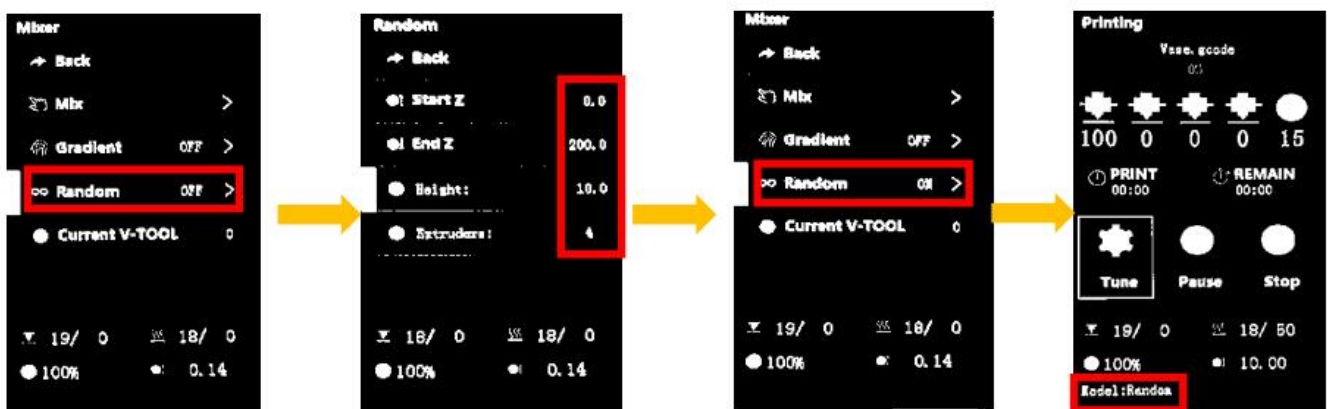 Mixer
Back
Mix >
Gradient OFF >
Random OFF >
Current V-TOOL 0
19/ 0 18/ 0
100% 0.14
Random
Back
Start Z 0.0
End Z 200.0
Height: 10.0
Extruders: 4
18/ 0 18/ 0
100% 0.14
Mixer
Back
Mix >
Gradient OFF >
Random ON >
Current V-TOOL 0
19/ 0 18/ 0
100% 0.14
Printing
Vase.gcode
0%
100 0 0 0 15
PRINT REMAIN
00:00 00:00
Tune Pause Stop
19/ 0 18/ 50
100% 10.00
Model:Random